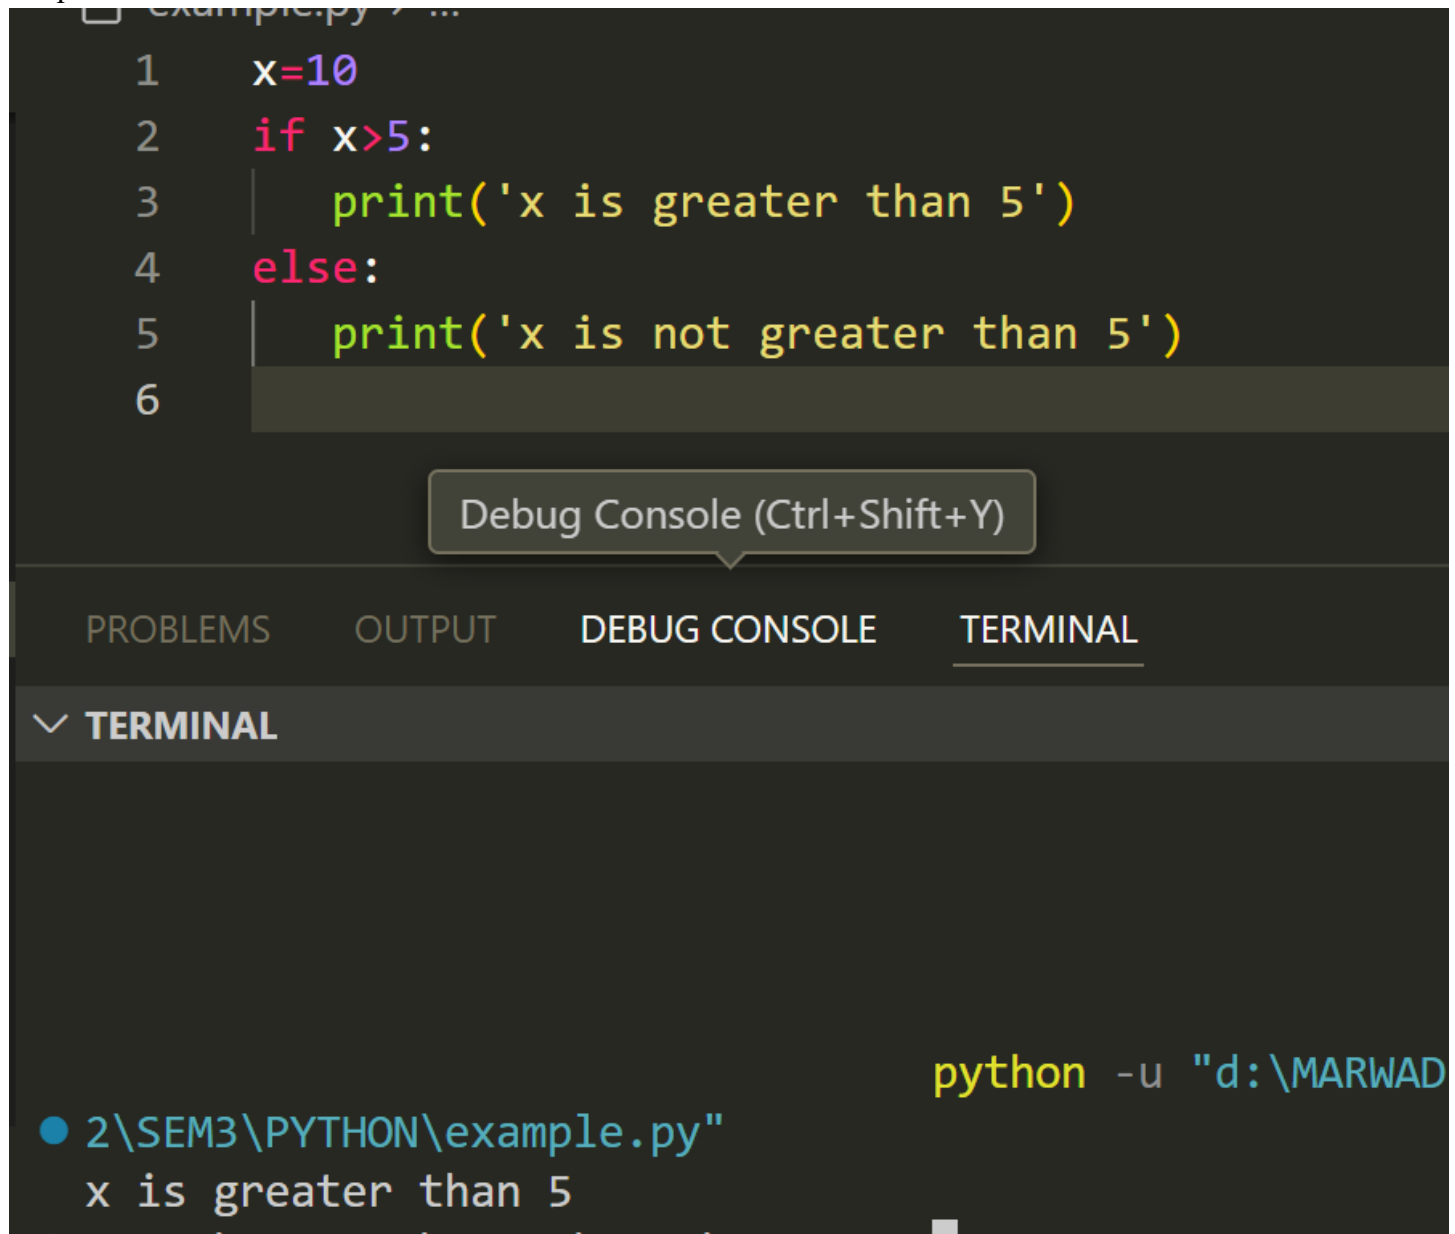 example.py > ...
1 x=10
2 if x>5:
3 print('x is greater than 5')
4 else:
5 print('x is not greater than 5')
6
Debug Console (Ctrl+Shift+Y)
PROBLEMS OUTPUT DEBUG CONSOLE TERMINAL
TERMINAL
python -u "d:\MARWAD
2\SEM3\PYTHON\example.py"
x is greater than 5